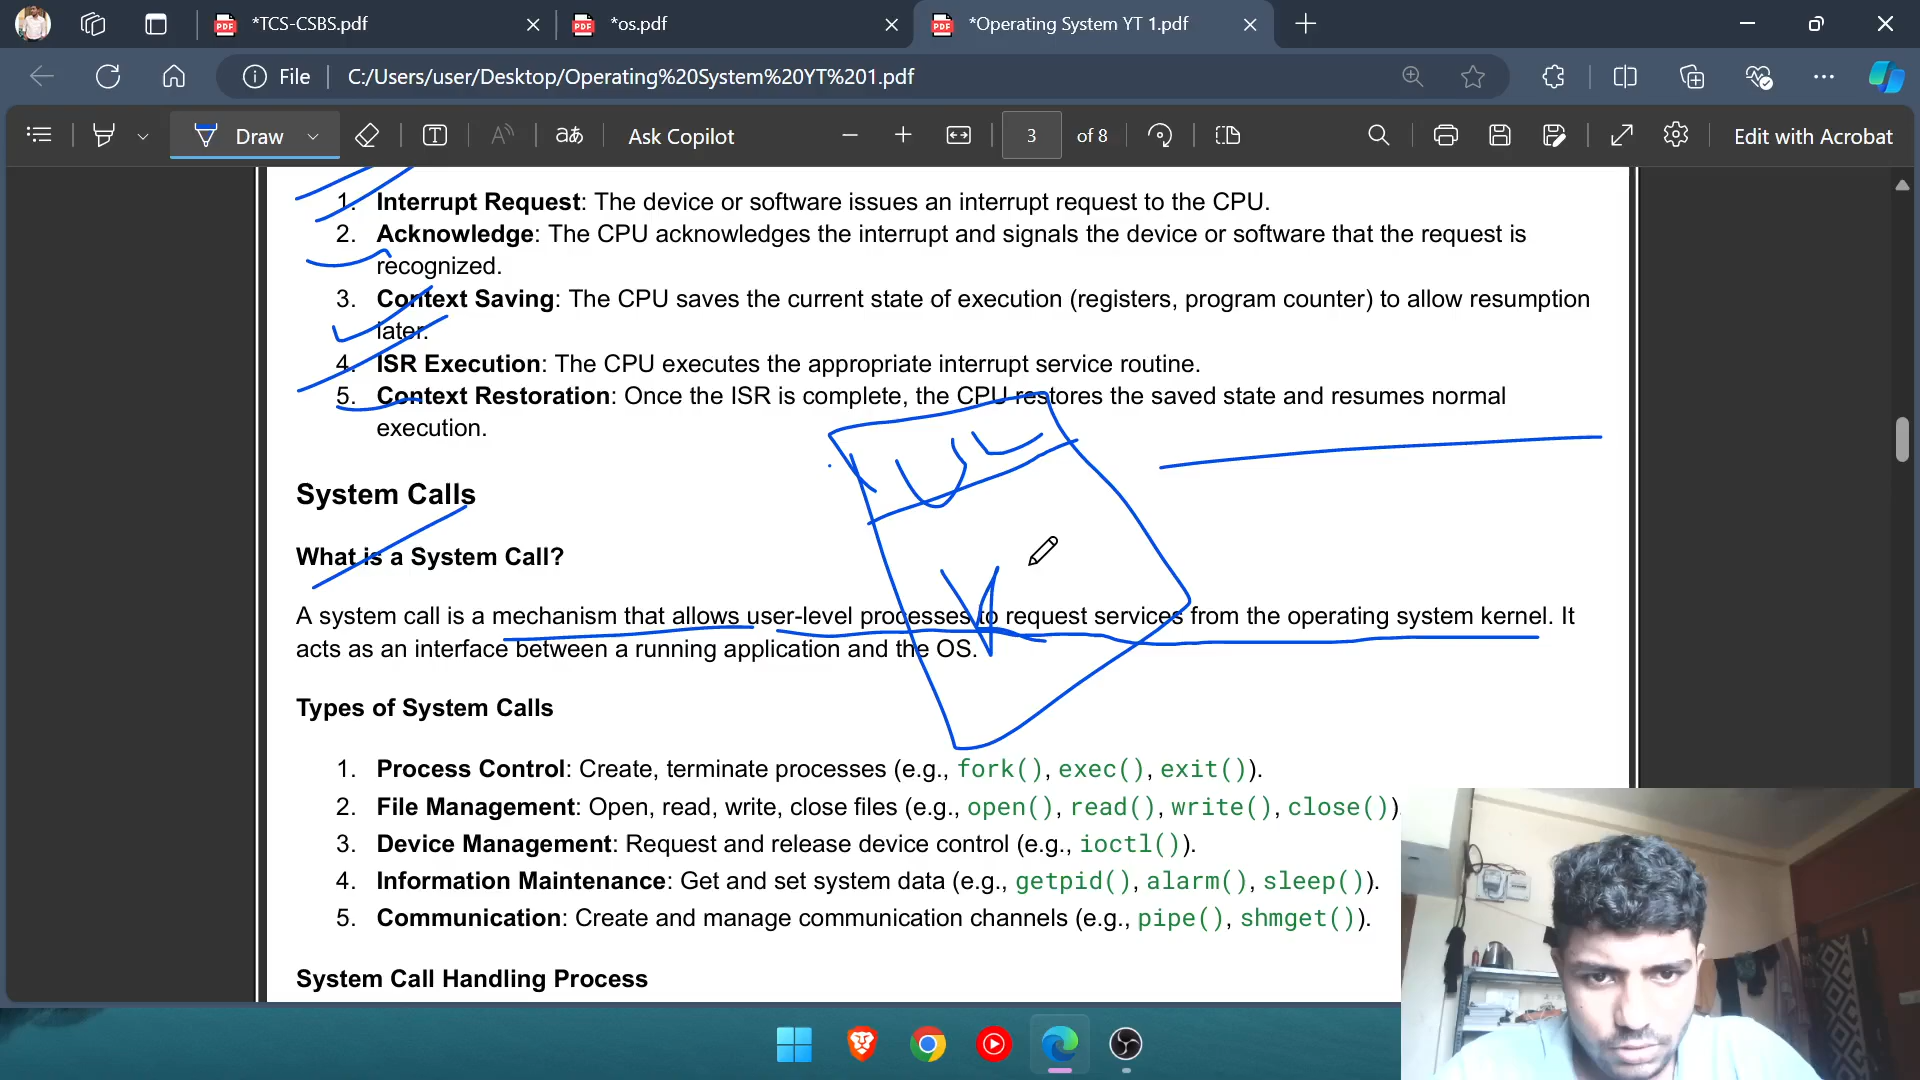 *TCS-CSBS.pdf
*os.pdf
*Operating System YT 1.pdf
File
C:/Users/user/Desktop/Operating%20System%20YT%201.pdf
Draw
aあ
Ask Copilot
3 of 8
Edit with Acrobat
1. Interrupt Request: The device or software issues an interrupt request to the CPU.
2. Acknowledge: The CPU acknowledges the interrupt and signals the device or software that the request is
recognized.
3. Context Saving: The CPU saves the current state of execution (registers, program counter) to allow resumption
later.
4. ISR Execution: The CPU executes the appropriate interrupt service routine.
5. Context Restoration: Once the ISR is complete, the CPU restores the saved state and resumes normal
execution.
System Calls
U L
What is a System Call?
K
A system call is a mechanism that allows user-level processes to request services from the operating system kernel. It
acts as an interface between a running application and the OS.
Types of System Calls
1. Process Control: Create, terminate processes (e.g., fork(), exec(), exit()).
2. File Management: Open, read, write, close files (e.g., open(), read(), write(), close())
3. Device Management: Request and release device control (e.g., ioctl()).
4. Information Maintenance: Get and set system data (e.g., getpid(), alarm(), sleep()).
5. Communication: Create and manage communication channels (e.g., pipe(), shmget()).
System Call Handling Process